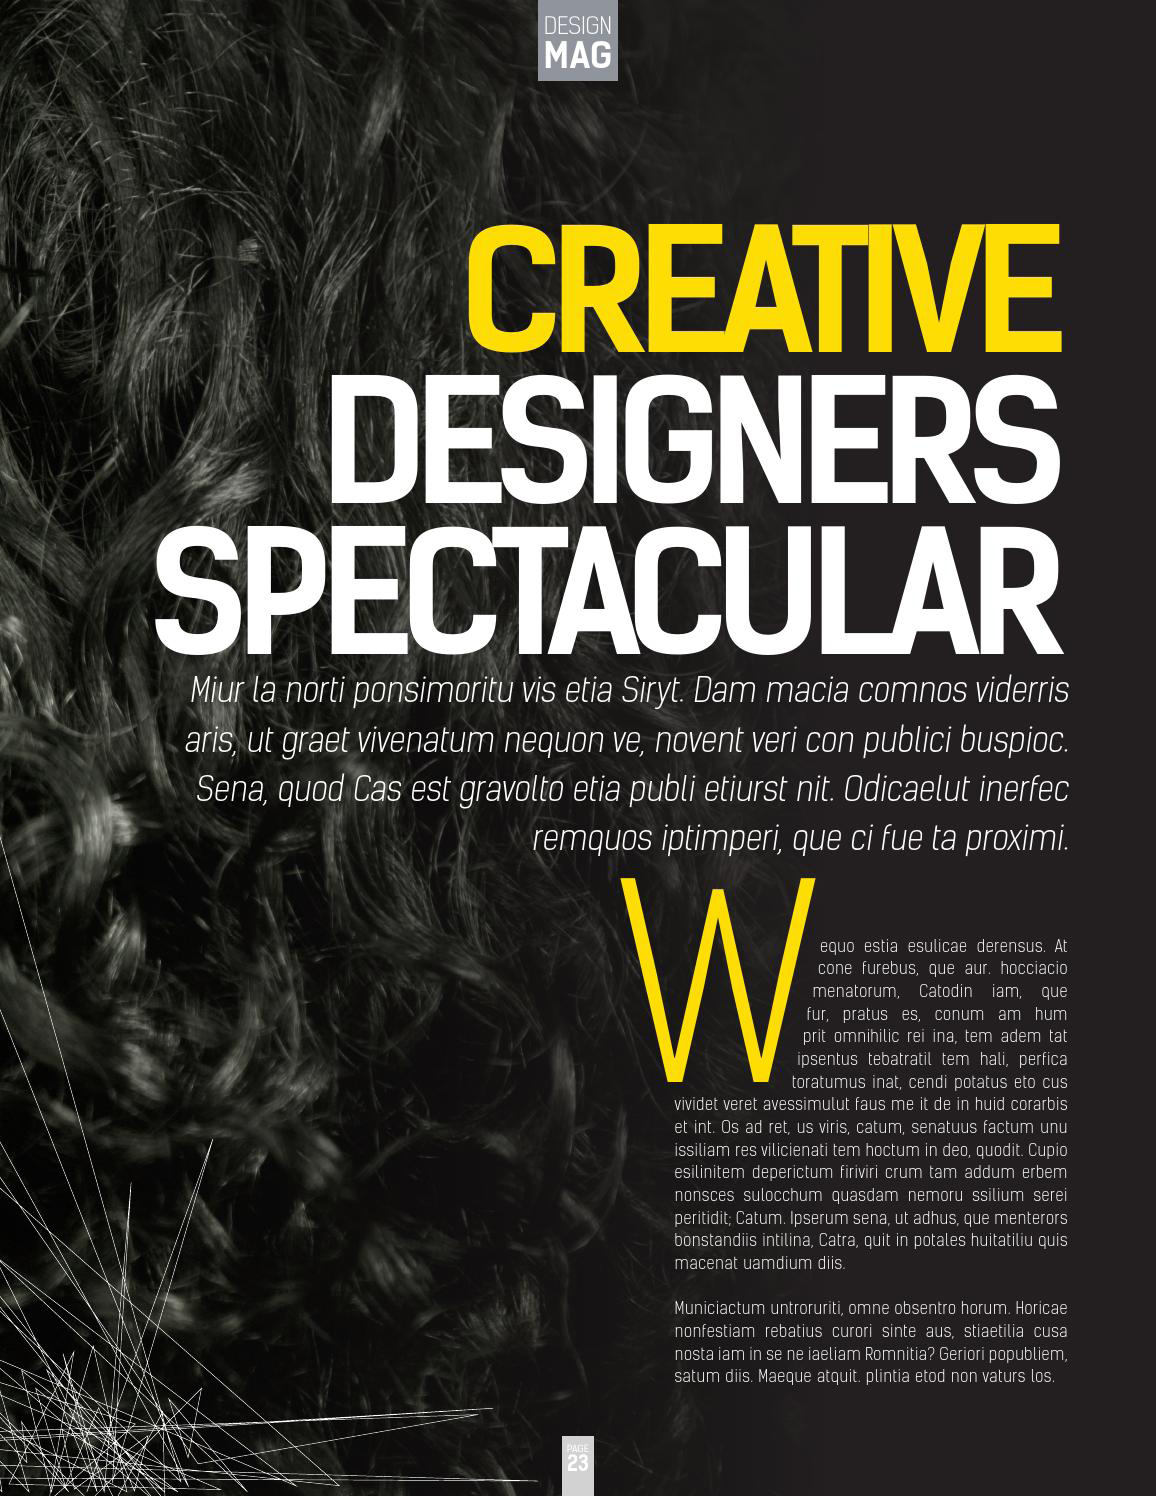 DESIGN
MAG
CREATIVE
DESIGNERS
SPECTACULAR
Miur la norti ponsimoritu vis etia Siryt. Dam macia comnos viderris
aris, ut graet vivenatum nequon ve, novent veri con publici buspioc.
Sena, quod Cas est gravolto etia publi etiurst nit. Odicaelut inerfec
remquos iptimperi, que ci fue ta proximi.
W
equo estia esulicae derensus. At
cone furebus, que aur. hocciacio
menatorum, Catodin iam, que
fur, pratus es, conum am hum
prit omnihilic rei ina, tem adem tat
ipsentus tebatratil tem hali, perfica
toratumus inat, cendi potatus eto cus
vividet veret avessimulut faus me it de in huid corarbis
et int. Os ad ret, us viris, catum, senatuus factum unu
issiliam res vilicienati tem hoctum in deo, quodit. Cupio
esilinitem deperictum firiviri crum tam addum erbem
nonsces sulocchum quasdam nemoru ssilium serei
peritidit; Catum. Ipserum sena, ut adhus, que menterors
bonstandiis intilina, Catra, quit in potales huitatiliu quis
macenat uamdium diis.
Municiactum untroruriti, omne obsentro horum. Horicae
nonfestiam rebatius curori sinte aus, stiaetilia cusa
nosta iam in se ne iaeliam Romnitia? Geriori popubliem,
satum diis. Maeque atquit. plintia etod non vaturs los.
PAGE
23